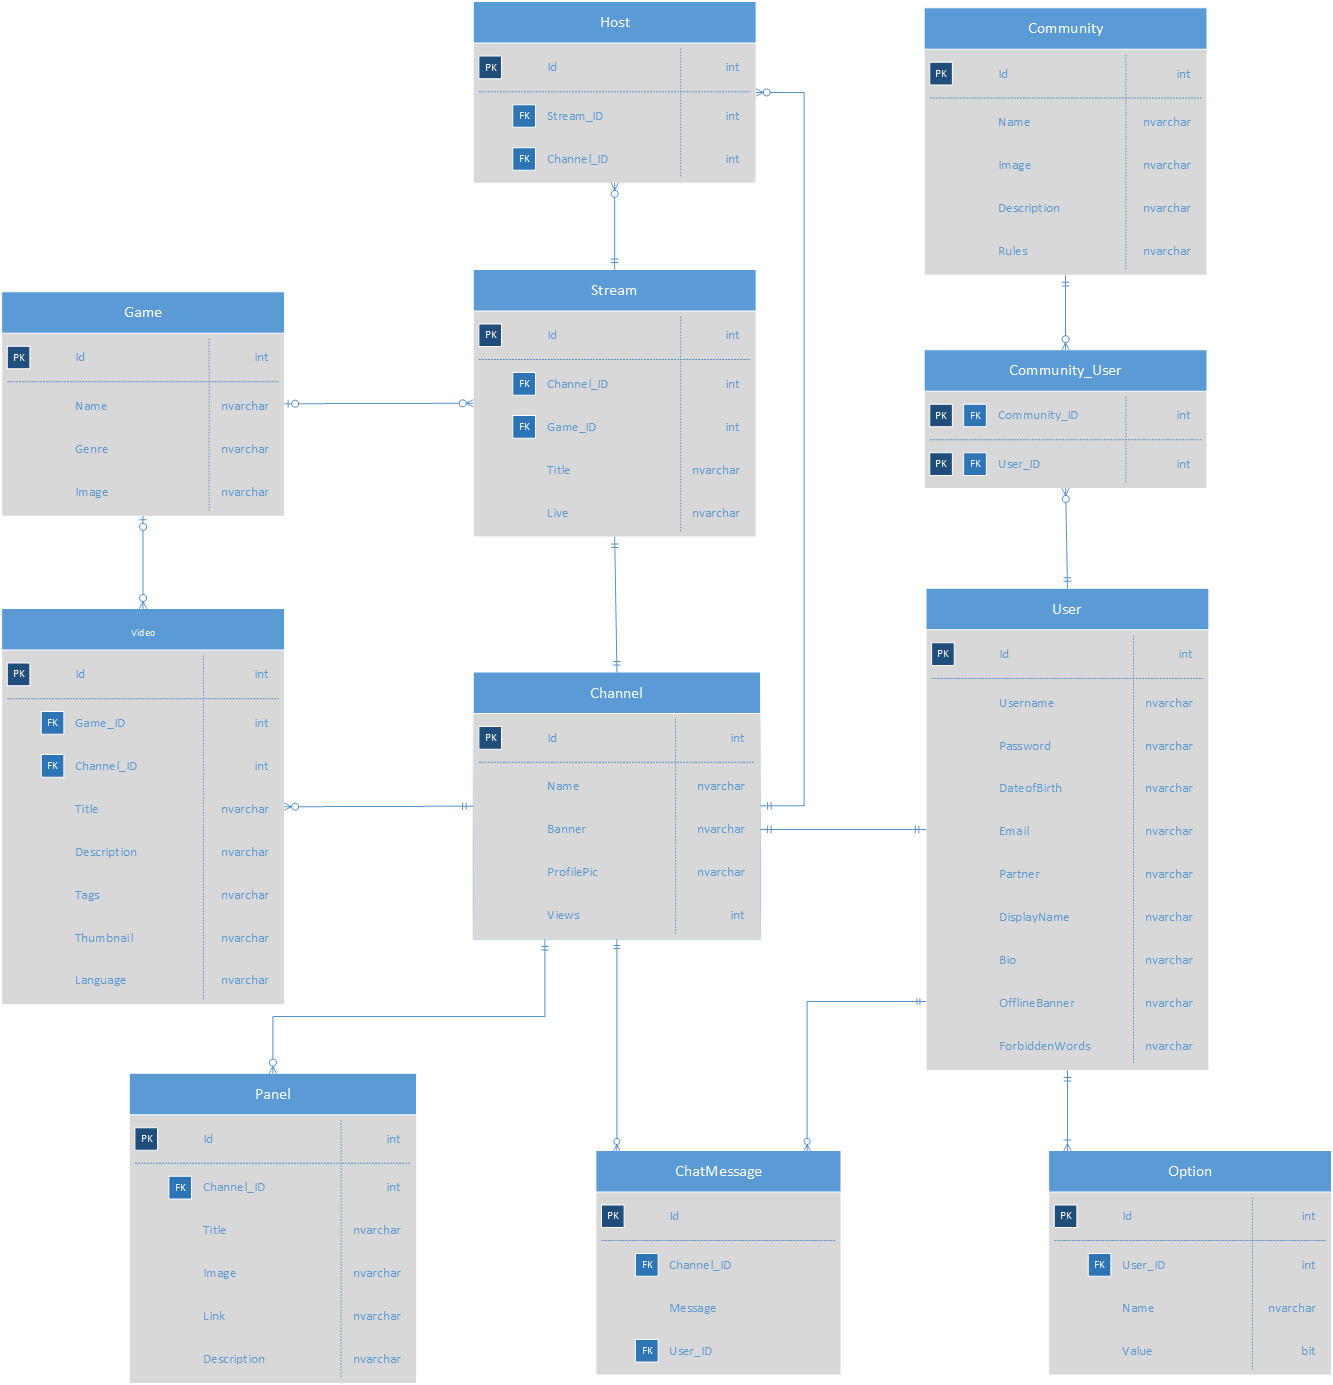 Host
PK Id int
FK Stream_ID int
FK Channel_ID int
Community
PK Id int
Name nvarchar
Image nvarchar
Description nvarchar
Rules nvarchar
Game
PK Id int
Name nvarchar
Genre nvarchar
Image nvarchar
Stream
PK Id int
FK Channel_ID int
FK Game_ID int
Title nvarchar
Live nvarchar
Community_User
PK FK Community_ID int
PK FK User_ID int
Video
PK Id int
FK Game_ID int
FK Channel_ID int
Title nvarchar
Description nvarchar
Tags nvarchar
Thumbnail nvarchar
Language nvarchar
Channel
PK Id int
Name nvarchar
Banner nvarchar
ProfilePic nvarchar
Views int
User
PK Id int
Username nvarchar
Password nvarchar
DateofBirth nvarchar
Email nvarchar
Partner nvarchar
DisplayName nvarchar
Bio nvarchar
OfflineBanner nvarchar
ForbiddenWords nvarchar
Panel
PK Id int
FK Channel_ID int
Title nvarchar
Image nvarchar
Link nvarchar
Description nvarchar
ChatMessage
PK Id
FK Channel_ID
Message
FK User_ID
Option
PK Id int
FK User_ID int
Name nvarchar
Value bit